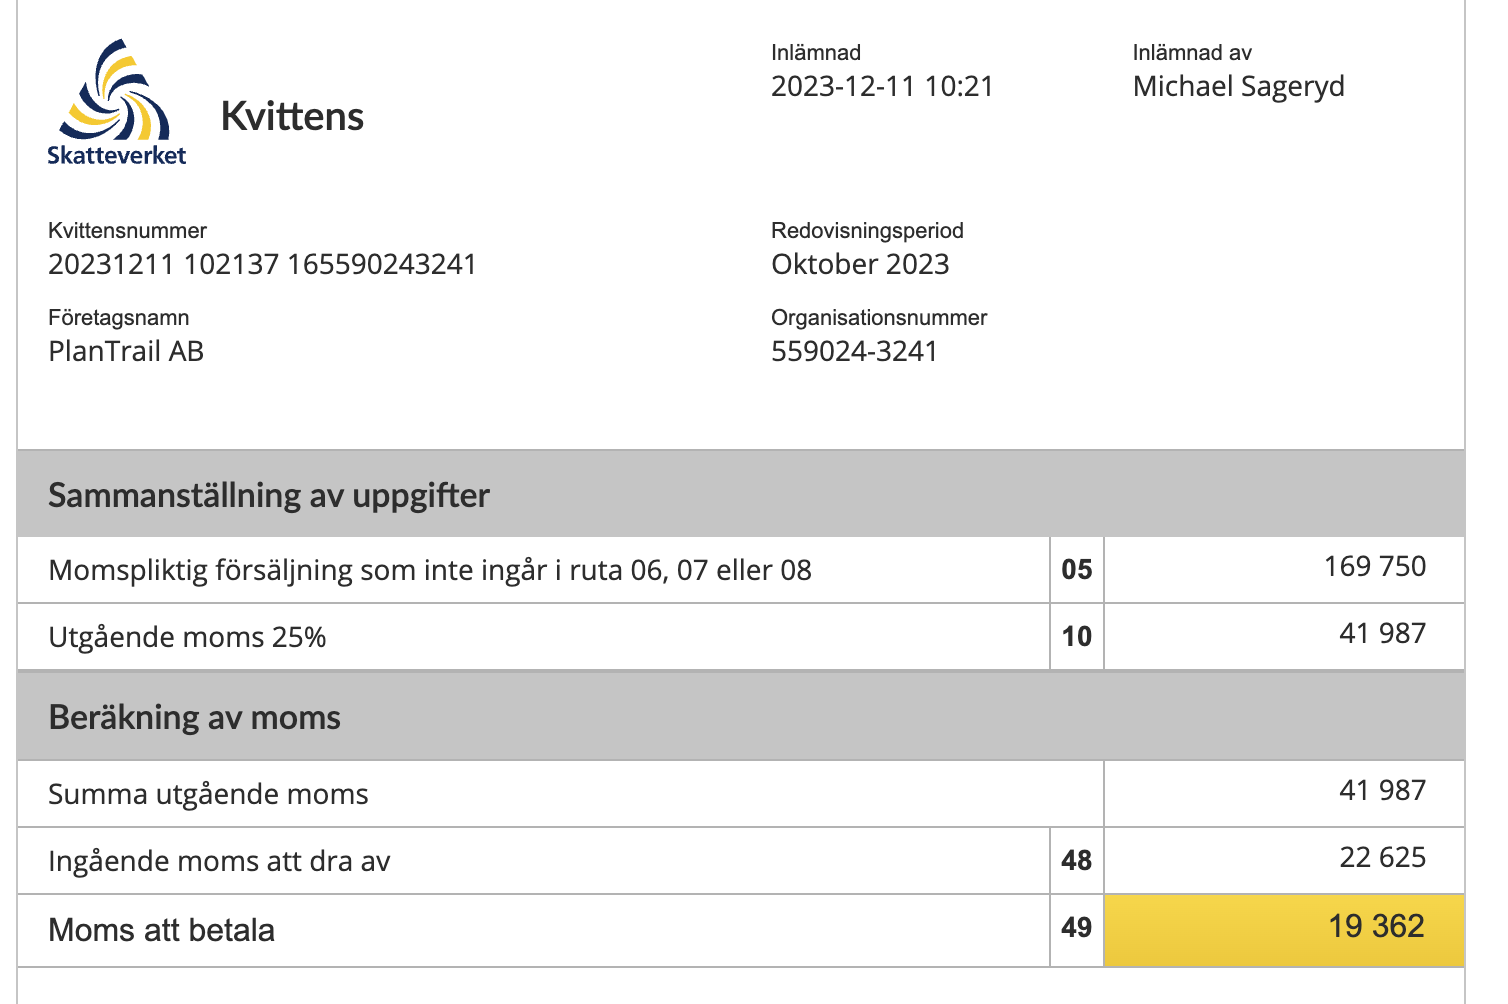 Skatteverket
Kvittens
Inlämnad
2023-12-11 10:21
Inlämnad av
Michael Sageryd
Kvittensnummer
20231211 102137 165590243241
Redovisningsperiod
Oktober 2023
Företagsnamn
PlanTrail AB
Organisationsnummer
559024-3241
Sammanställning av uppgifter
Momspliktig försäljning som inte ingår i ruta 06, 07 eller 08 05 169 750
Utgående moms 25% 10 41 987
Beräkning av moms
Summa utgående moms 41 987
Ingående moms att dra av 48 22 625
Moms att betala 49 19 362